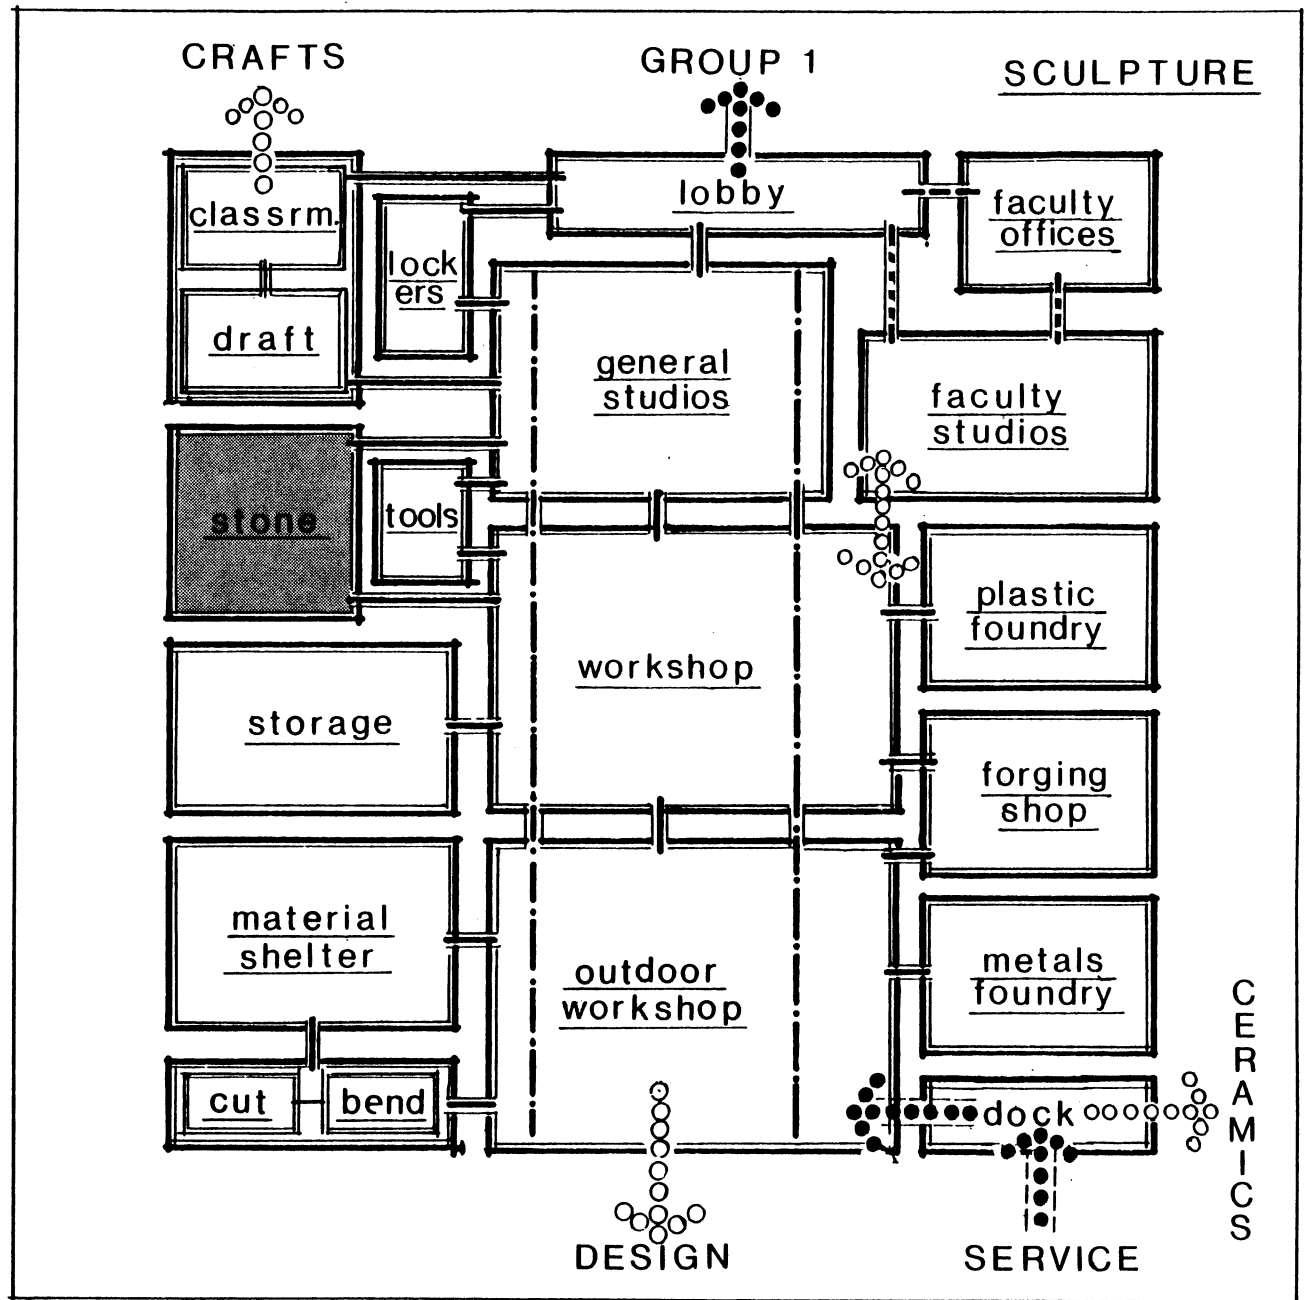 CRAFTS
GROUP 1
SCULPTURE
classrm.
lobby
faculty
offices
lock
ers
draft
general
studios
faculty
studios
stone
tools
plastic
foundry
workshop
storage
forging
shop
material
shelter
outdoor
workshop
metals
foundry
CERAMICS
cut
bend
dock
DESIGN
SERVICE